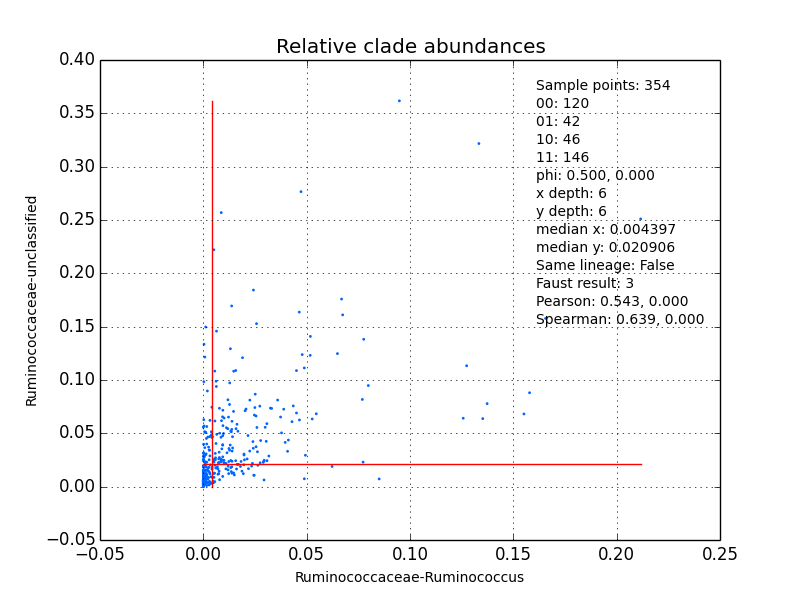 Relative clade abundances
0.40
0.35
0.30
0.25
0.20
0.15
0.10
0.05
0.00
−0.05
Ruminococcaceae-unclassified
Sample points: 354
00: 120
01: 42
10: 46
11: 146
phi: 0.500, 0.000
x depth: 6
y depth: 6
median x: 0.004397
median y: 0.020906
Same lineage: False
Faust result: 3
Pearson: 0.543, 0.000
Spearman: 0.639, 0.000
−0.05 0.00 0.05 0.10 0.15 0.20 0.25
Ruminococcaceae-Ruminococcus